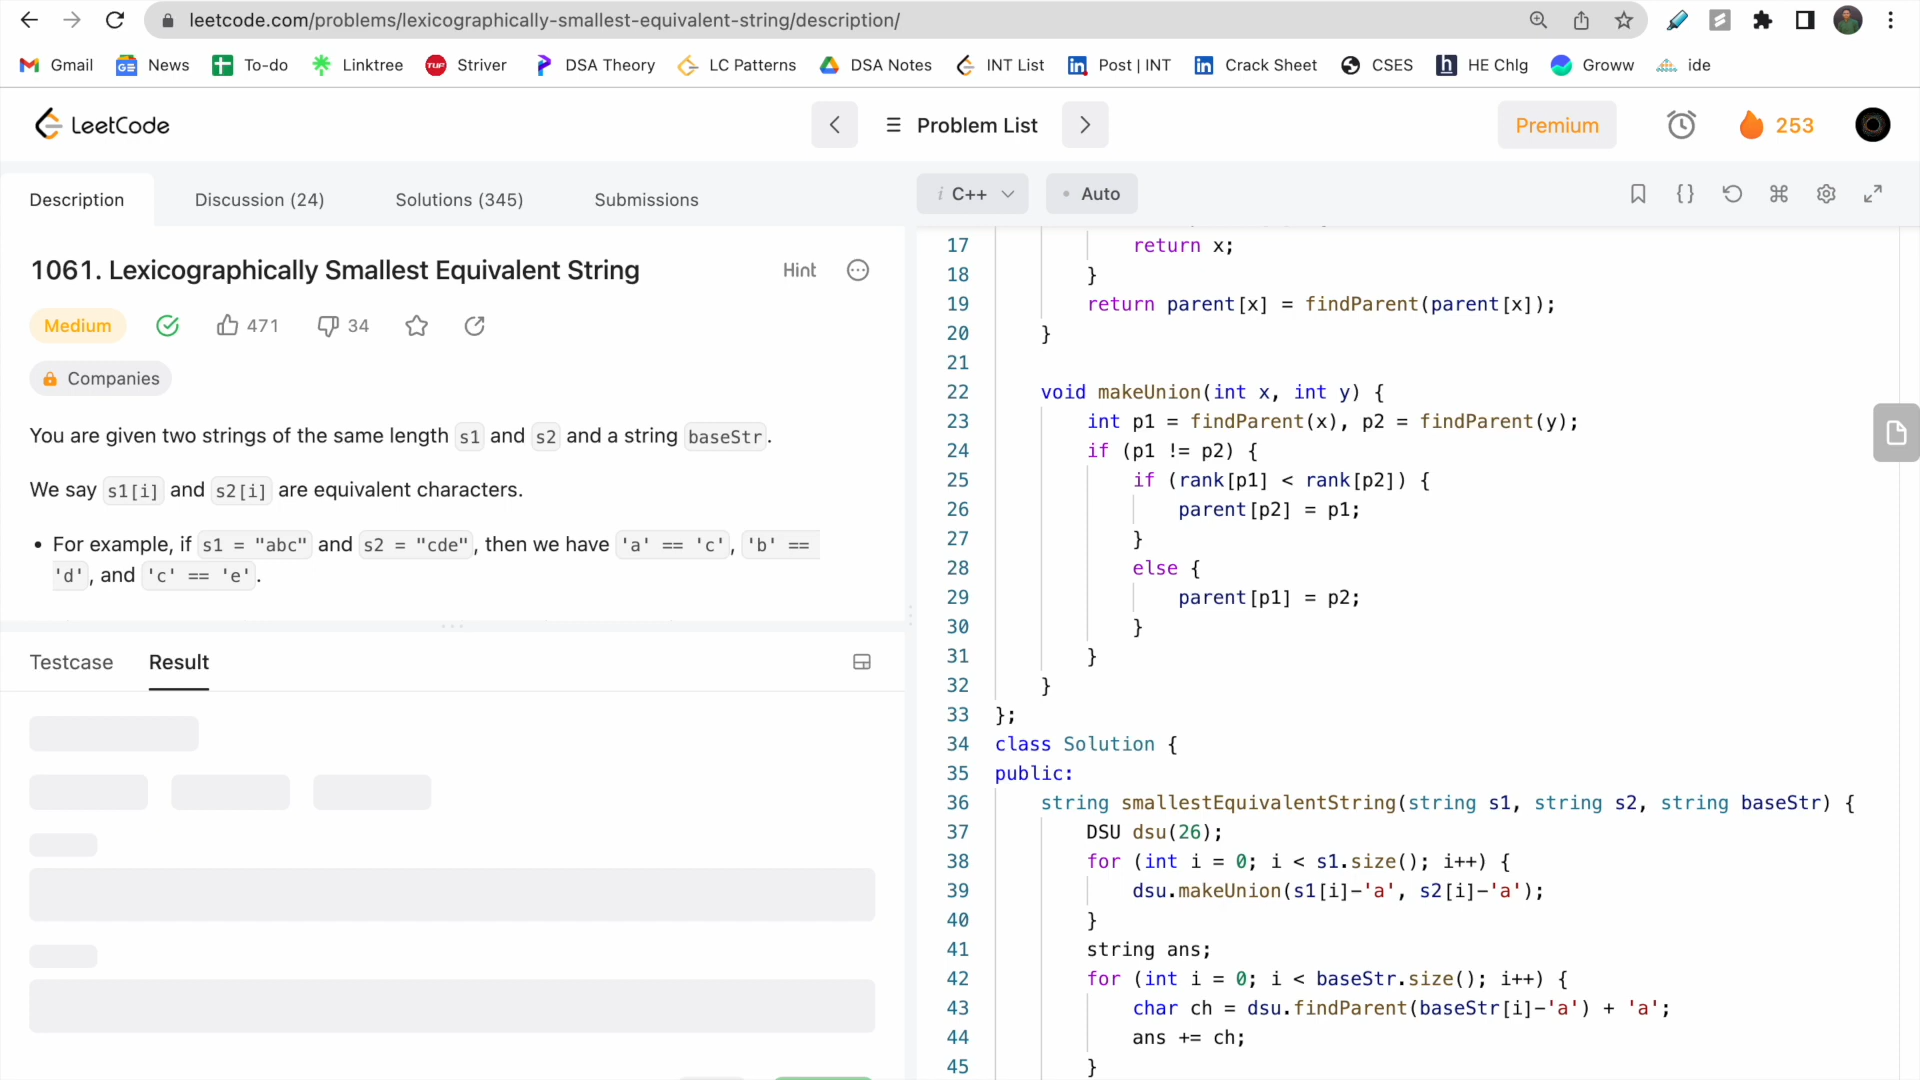 leetcode.com/problems/lexicographically-smallest-equivalent-string/description/
Gmail News To-do Linktree TUF Striver DSA Theory LC Patterns DSA Notes INT List Post | INT Crack Sheet CSES h HE Chlg Groww ide
LeetCode
Problem List
Premium
253
Description
Discussion (24)
Solutions (345)
Submissions
1061. Lexicographically Smallest Equivalent String
Hint
Medium
471
34
Companies
You are given two strings of the same length s1 and s2 and a string baseStr.
We say s1[i] and s2[i] are equivalent characters.
• For example, if s1 = "abc" and s2 = "cde", then we have 'a' == 'c', 'b' ==
'd', and 'c' == 'e'.
Testcase
Result
i C++
• Auto
17 return x;
18 }
19 return parent[x] = findParent(parent[x]);
20 }
21
22 void makeUnion(int x, int y) {
23 int p1 = findParent(x), p2 = findParent(y);
24 if (p1 != p2) {
25 if (rank[p1] < rank[p2]) {
26 parent[p2] = p1;
27 }
28 else {
29 parent[p1] = p2;
30 }
31 }
32 }
33 };
34 class Solution {
35 public:
36 string smallestEquivalentString(string s1, string s2, string baseStr) {
37 DSU dsu(26);
38 for (int i = 0; i < s1.size(); i++) {
39 dsu.makeUnion(s1[i]-'a', s2[i]-'a');
40 }
41 string ans;
42 for (int i = 0; i < baseStr.size(); i++) {
43 char ch = dsu.findParent(baseStr[i]-'a') + 'a';
44 ans += ch;
45 }